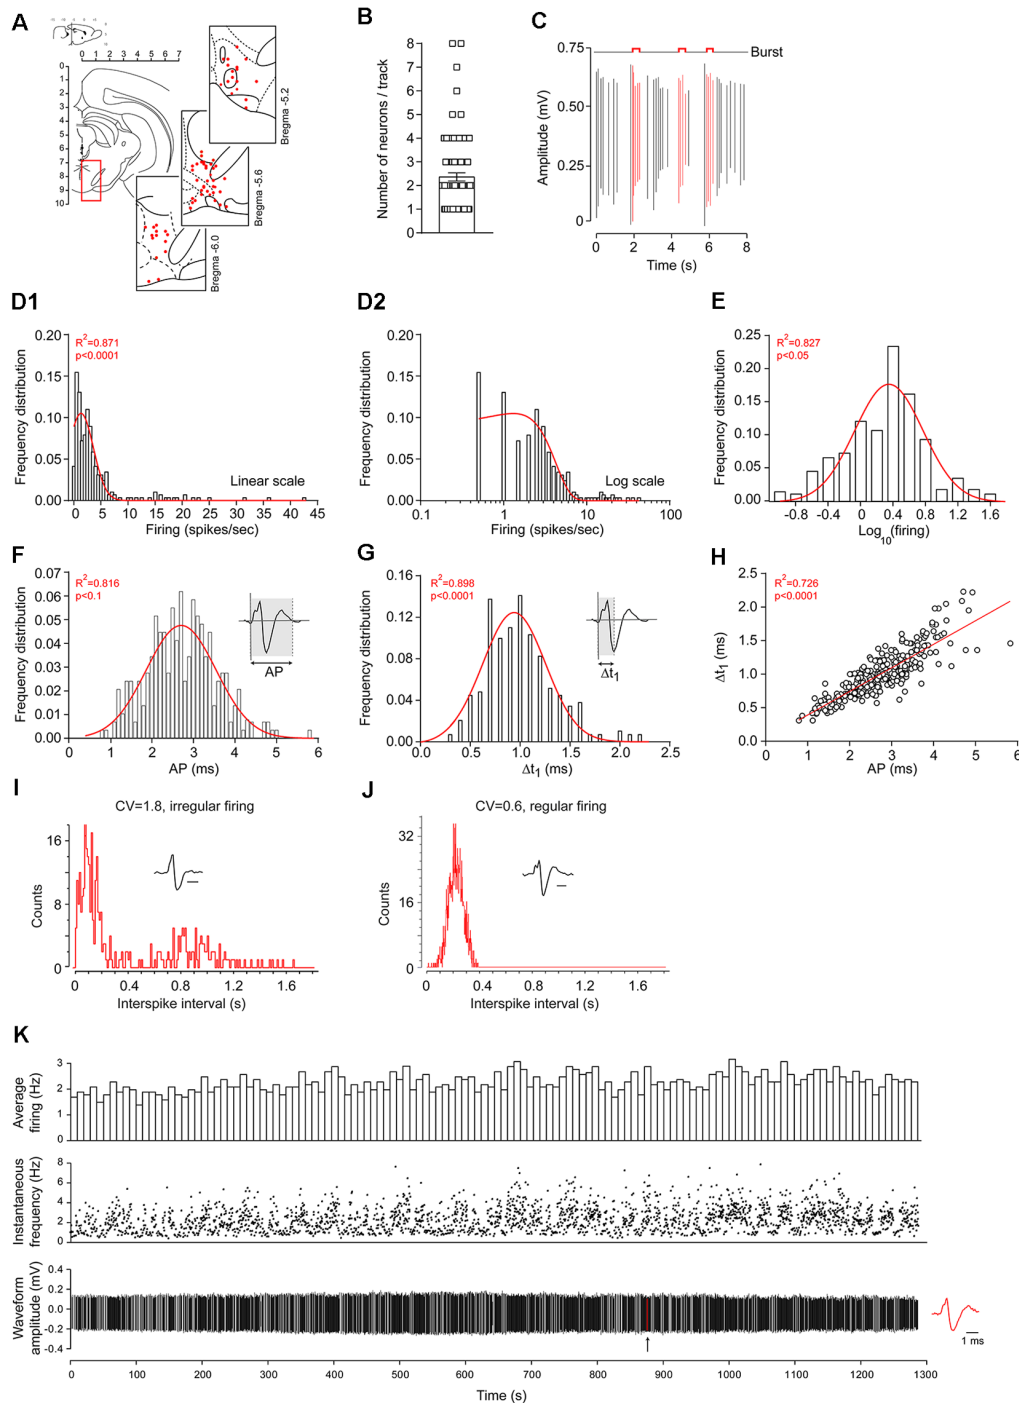 A
0 1 2 3 4 5 6 7
0
1
2
3
4
5
6
7
8
9
10
Bregma -5.2
Bregma -5.6
Bregma -6.0
B
Number of neurons / track
8
7
6
5
4
3
2
1
0
C
Burst
Amplitude (mV)
0.75
0.50
0.25
0
0 2 4 6 8
Time (s)
D1
R2=0.871
p<0.0001
Frequency distribution
0.20
0.15
0.10
0.05
0.00
Linear scale
0 5 10 15 20 25 30 35 40 45
Firing (spikes/sec)
D2
Frequency distribution
0.20
0.15
0.10
0.05
0.00
Log scale
0.1 1 10 100
Firing (spikes/sec)
E
R2=0.827
p<0.05
Frequency distribution
0.25
0.20
0.15
0.10
0.05
0.00
-0.8 -0.4 0 0.4 0.8 1.2 1.6
Log10(firing)
F
R2=0.816
p<0.1
Frequency distribution
0.07
0.06
0.05
0.04
0.03
0.02
0.01
0.00
AP
0 1 2 3 4 5 6
AP (ms)
G
R2=0.898
p<0.0001
Frequency distribution
0.16
0.12
0.08
0.04
0.00
Δt1
0.0 0.5 1.0 1.5 2.0 2.5
Δt1 (ms)
H
R2=0.726
p<0.0001
Δt1 (ms)
2.5
2.0
1.5
1.0
0.5
0.0
0 1 2 3 4 5 6
AP (ms)
I
CV=1.8, irregular firing
Counts
16
8
0
0 0.4 0.8 1.2 1.6
Interspike interval (s)
J
CV=0.6, regular firing
Counts
32
16
0
0 0.4 0.8 1.2 1.6
Interspike interval (s)
K
Average
firing (Hz)
3
2
1
0
Instantaneous
frequency (Hz)
8
6
4
2
0
Waveform
amplitude (mV)
0.4
0.2
0.0
-0.2
-0.4
1 ms
0 100 200 300 400 500 600 700 800 900 1000 1100 1200 1300
Time (s)